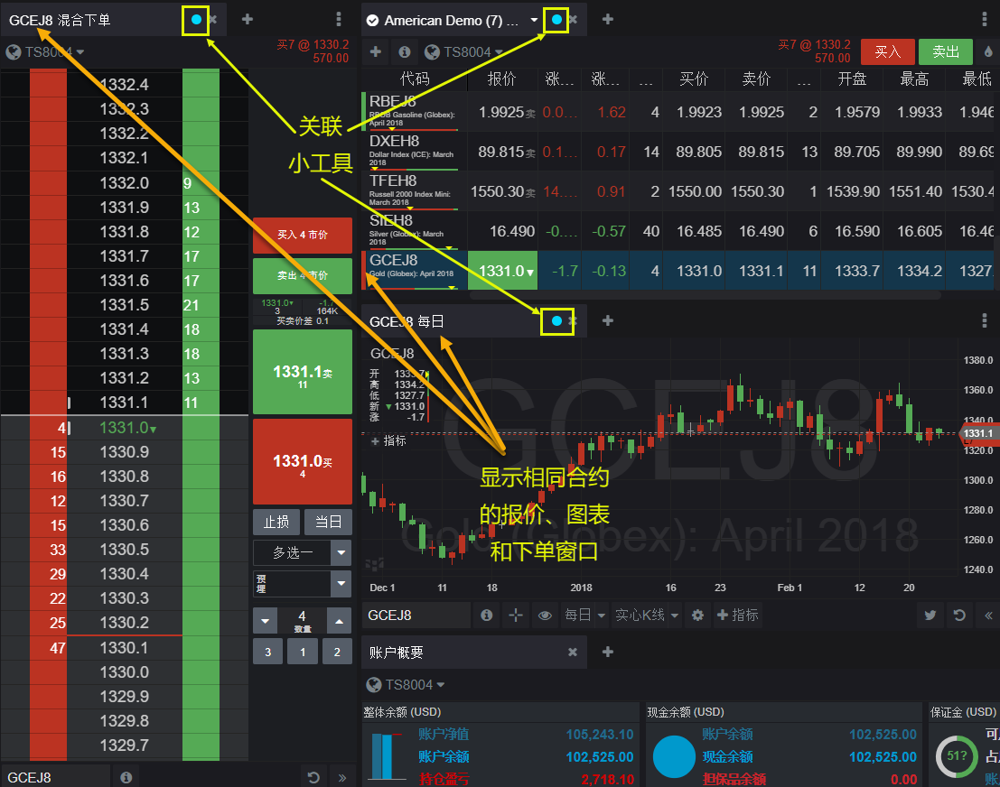 GCEJ8 混合下单
TS8004
买7 @ 1330.2
570.00
1332.4
1332.3
1332.2
1332.1
1332.0 9
1331.9 13
1331.8 12
1331.7 17
1331.6 17
1331.5 21
1331.4 18
1331.3 18
1331.2 13
1331.1 11
4 1331.0
15 1330.9
16 1330.8
12 1330.7
15 1330.6
33 1330.5
29 1330.4
22 1330.3
25 1330.2
47 1330.1
1330.0
1329.9
1329.8
1329.7
GCEJ8
买入 4 市价
卖出 4 市价
1331.0 -1.7
3 164K
买卖价差 0.1
1331.1卖
11
1331.0买
4
止损 当日
多选一
预埋
4
数量
3 1 2
关联
小工具
American Demo (7) ...
TS8004
买7 @ 1330.2
570.00
买入 卖出
代码 报价 涨... 涨... ... 买价 卖价 ... 开盘 最高 最低
RBEJ8 1.9925卖 0.0... 1.62 4 1.9923 1.9925 2 1.9579 1.9933 1.946
RBOB Gasoline (Globex):
April 2018
DXEH8 89.815卖 0.1... 0.17 14 89.805 89.815 13 89.705 89.990 89.69
Dollar Index (ICE): March
2018
TFEH8 1550.30卖 14.... 0.91 2 1550.00 1550.30 1 1539.90 1551.40 1530.4
Russell 2000 Index Mini:
March 2018
SIEH8 16.490 -0.... -0.57 40 16.485 16.490 6 16.590 16.605 16.46
Silver (Globex): March
2018
GCEJ8 1331.0 -1.7 -0.13 4 1331.0 1331.1 11 1333.7 1334.2 1327.
Gold (Globex): April 2018
GCEJ8 每日
GCEJ8
开 1333.7
高 1334.2
低 1327.7
新 1331.0
涨 -1.7
指标
GCEJ8
Gold (Globex): April 2018
显示相同合约
的报价、图表
和下单窗口
1380.0
1360.0
1340.0
1331.1
1320.0
1300.0
1280.0
1260.0
1240.0
Dec 1 11 18 2018 16 23 Feb 1 12 20
GCEJ8 每日 实心K线 指标
账户概要
TS8004
整体余额 (USD)
账户净值 105,243.10
账户余额 102,525.00
持仓盈亏 2,718.10
现金余额 (USD)
账户余额 102,525.00
现金余额 102,525.00
担保品余额 0.00
保证金 (USD)
51?
可
占
账